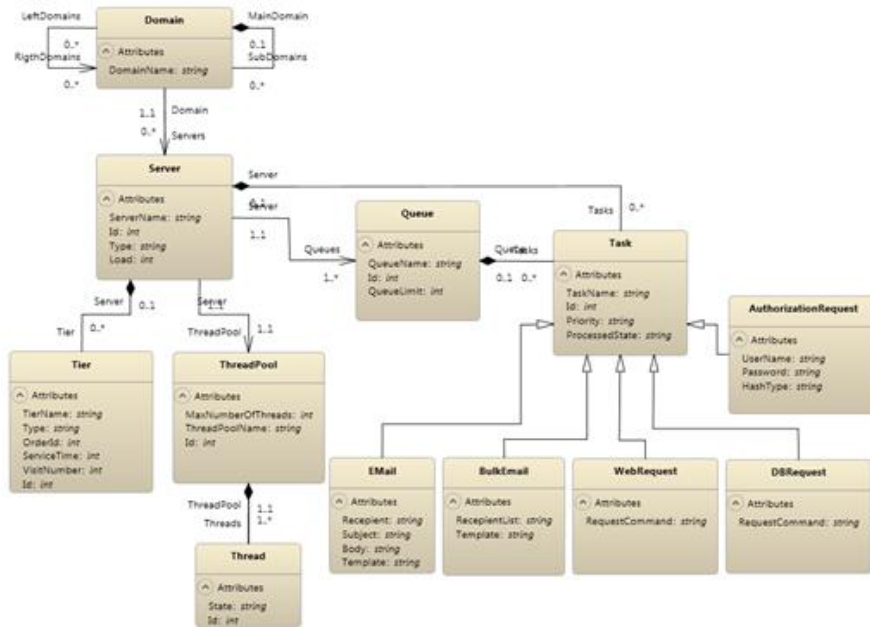 LeftDomains
Domain
MainDomain
0..*
Attributes
0..1
RigthDomains
DomainName: string
SubDomains
0..*
0..*
1..1
Domain
0..*
Servers
Server
Attributes
ServerName: string
Id: int
Type: string
Load: int
Server
0..1
Server
1..1
Tasks
0..*
Queues
1..*
Queue
Attributes
QueueName: string
Id: int
QueueLimit: int
Queue
Tasks
0..1
0..*
Task
Attributes
TaskName: string
Id: int
Priority: string
ProcessedState: string
AuthorizationRequest
Attributes
UserName: string
Password: string
HashType: string
Server
0..1
Tier
0..*
Server
1..1
ThreadPool
1..1
Tier
Attributes
TierName: string
Type: string
OrderId: int
ServiceTime: int
VisitNumber: int
Id: int
ThreadPool
Attributes
MaxNumberOfThreads: int
ThreadPoolName: string
Id: int
ThreadPool
1..1
Threads
1..*
Thread
Attributes
State: string
Id: int
EMail
Attributes
Recepient: string
Subject: string
Body: string
Template: string
BulkEmail
Attributes
RecepientList: string
Template: string
WebRequest
Attributes
RequestCommand: string
DBRequest
Attributes
RequestCommand: string